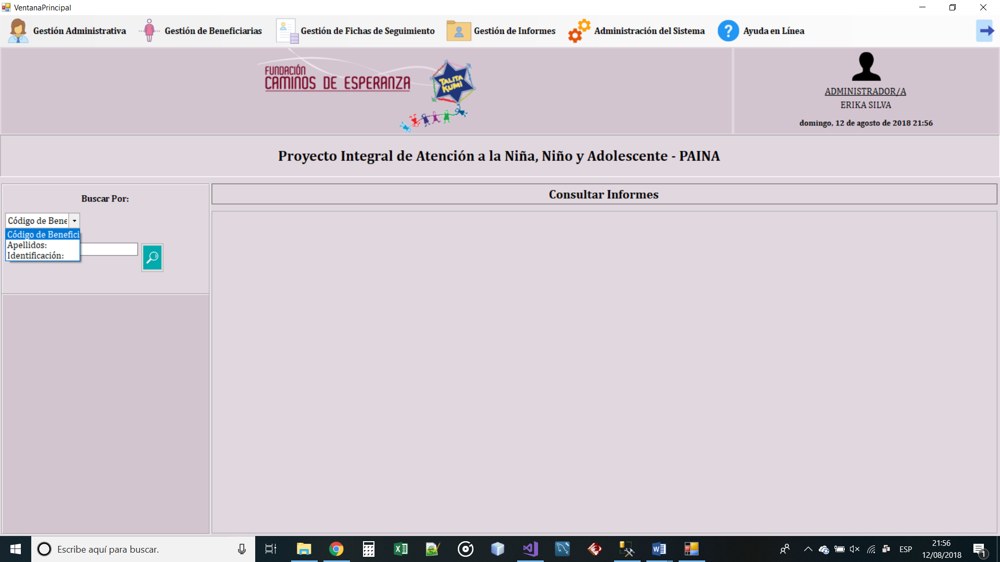 VentanaPrincipal
Gestión Administrativa
Gestión de Beneficiarias
Gestión de Fichas de Seguimiento
Gestión de Informes
Administración del Sistema
? Ayuda en Línea
FUNDACIÓN
CAMINOS DE ESPERANZA
TALITA
KUMI
ADMINISTRADOR/A
ERIKA SILVA
domingo, 12 de agosto de 2018 21:56
Proyecto Integral de Atención a la Niña, Niño y Adolescente - PAINA
Buscar Por:
Código de Bene
Código de Benefici
Apellidos:
Identificación:
Consultar Informes
Escribe aquí para buscar.
ESP
21:56
12/08/2018
1